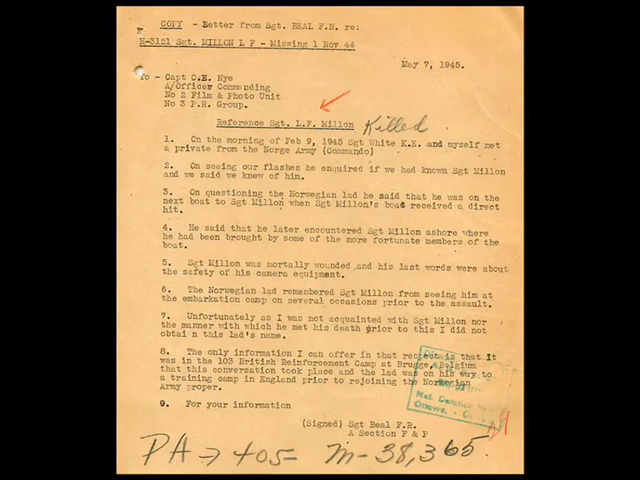 COPY - Letter from Sgt. BEAL F.R. re:
H-3121 Sgt. MILLON L F - Missing 1 Nov 44
May 7, 1945.
To - Capt C.E. Nye
A/Officer Commanding
No 2 Film & Photo Unit
No 3 P.R. Group.
Reference Sgt. L.F. Millon Killed
1. On the morning of Feb 9, 1945 Sgt White K.E. and myself met
a private from the Norge Army (Commando)
2. On seeing our flashes he enquired if we had known Sgt Millon
and we said we knew of him.
3. On questioning the Norwegian lad he said that he was on the
next boat to Sgt Millon when Sgt Millon's boat received a direct
hit.
4. He said that he later encountered Sgt Millon ashore where
he had been brought by some of the more fortunate members of the
boat.
5. Sgt Millon was mortally wounded and his last words were about
the safety of his camera equipment.
6. The Norwegian lad remembered Sgt Millon from seeing him at
the embarkation camp on several occasions prior to the assault.
7. Unfortunately as I was not acquainted with Sgt Millon nor
the manner with which he met his death prior to this I did not
obtain this lad's name.
8. The only information I can offer in that respect is that it
was in the 103 British Reinforcement Camp at Bruges, Belgium
that this conversation took place and the lad was on his way to
a training camp in England prior to rejoining the Norwegian
Army proper.
9. For your information
(Signed) Sgt Beal F.R.
A Section F & P
PA → 405- M-38,365